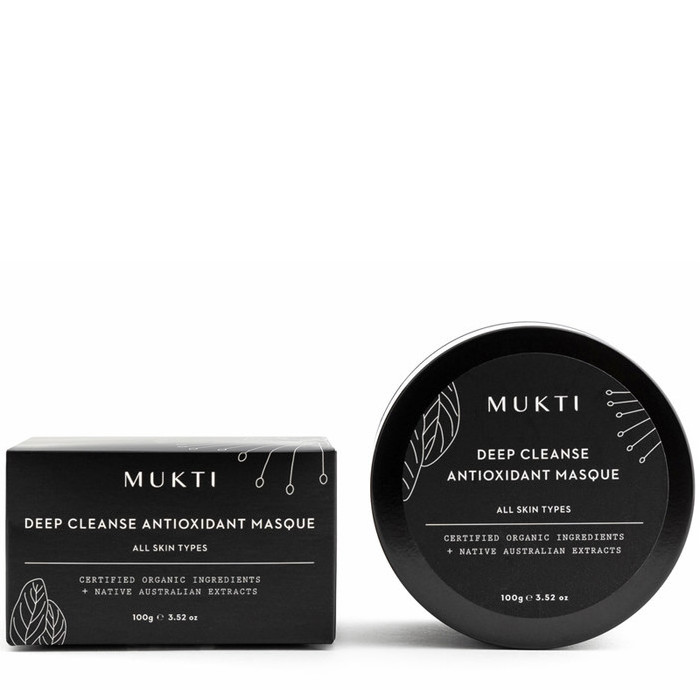 MUKTI
DEEP CLEANSE ANTIOXIDANT MASQUE
ALL SKIN TYPES
CERTIFIED ORGANIC INGREDIENTS
+ NATIVE AUSTRALIAN EXTRACTS
100g ℮ 3.52 oz
MUKTI
DEEP CLEANSE
ANTIOXIDANT MASQUE
ALL SKIN TYPES
CERTIFIED ORGANIC INGREDIENTS
+ NATIVE AUSTRALIAN EXTRACTS
100g ℮ 3.52 oz